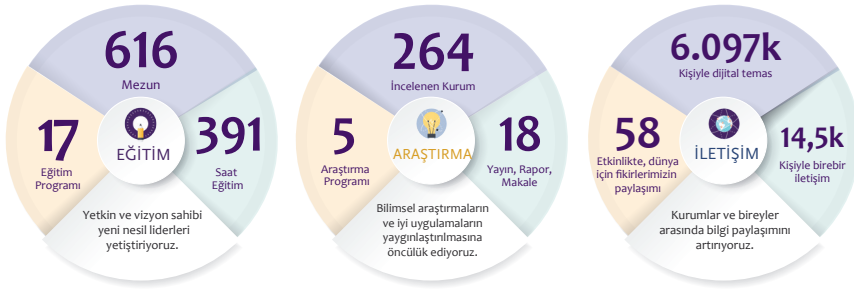 616
Mezun
17
Eğitim
Programı
EĞİTİM
391
Saat
Eğitim
Yetkin ve vizyon sahibi
yeni nesil liderleri
yetiştiriyoruz.
264
İncelenen Kurum
5
Araştırma
Programı
ARAŞTIRMA
18
Yayın, Rapor,
Makale
Bilimsel araştırmaların
ve iyi uygulamaların
yaygınlaştırılmasına
öncülük ediyoruz.
6.097k
Kişiyle dijital temas
58
Etkinlikte, dünya
için fikirlerimizin
paylaşımı
İLETİŞİM
14,5k
Kişiyle birebir
iletişim
Kurumlar ve bireyler
arasında bilgi paylaşımını
artırıyoruz.